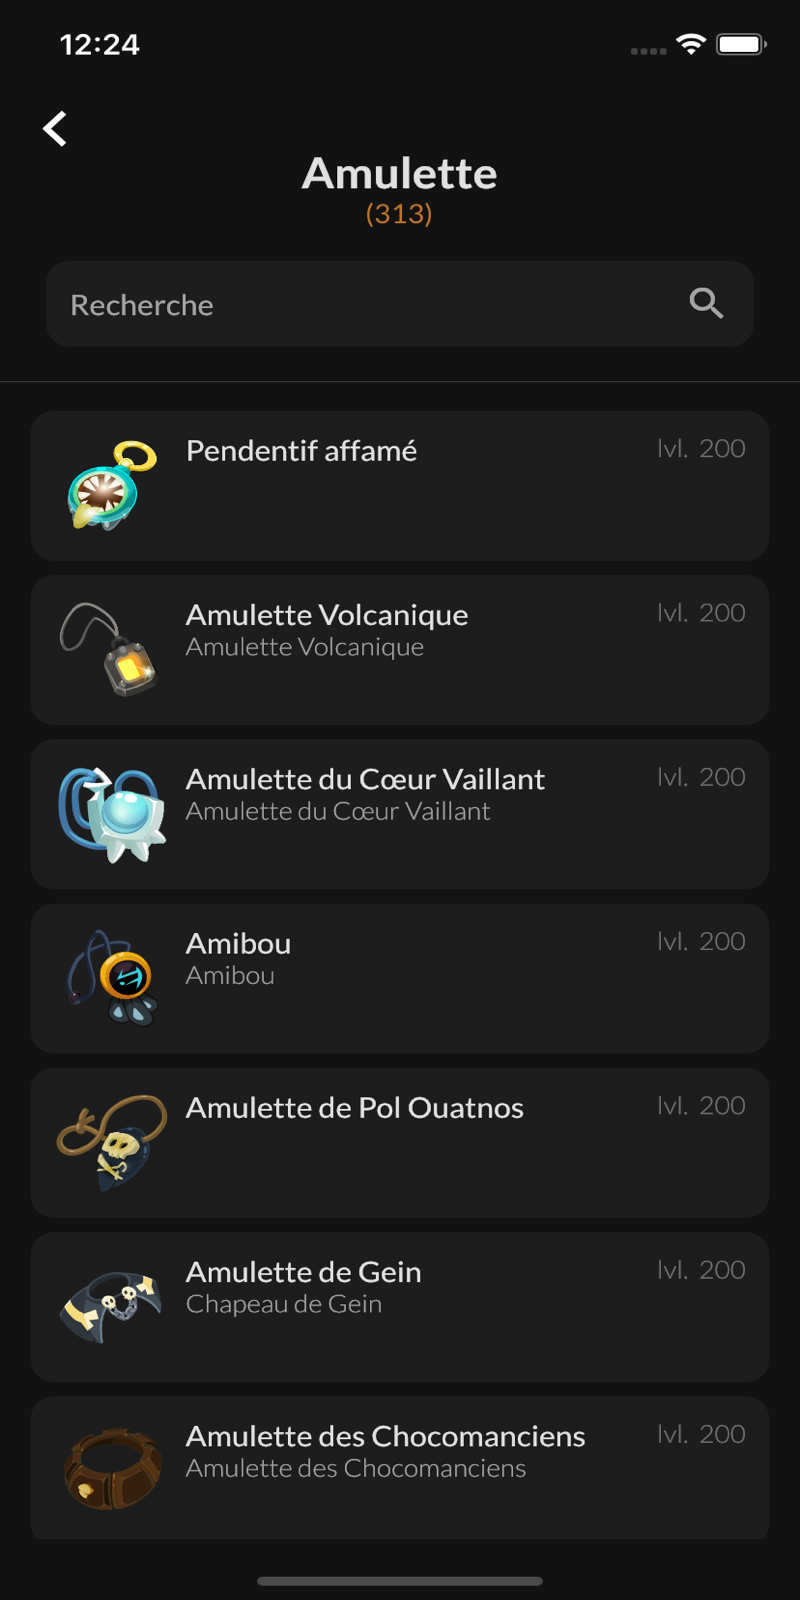 12:24
Amulette
(313)
Recherche
Pendentif affamé
lvl. 200
Amulette Volcanique
lvl. 200
Amulette Volcanique
Amulette du Cœur Vaillant
lvl. 200
Amulette du Cœur Vaillant
Amibou
lvl. 200
Amibou
Amulette de Pol Ouatnos
lvl. 200
Amulette de Gein
lvl. 200
Chapeau de Gein
Amulette des Chocomanciens
lvl. 200
Amulette des Chocomanciens